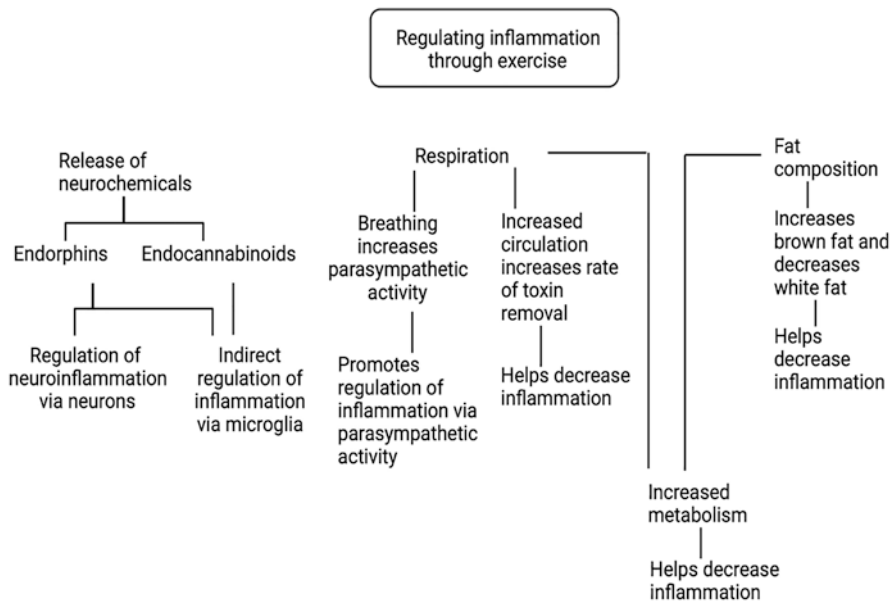 Regulating inflammation
through exercise
Release of
neurochemicals
Endorphins
Endocannabinoids
Regulation of
neuroinflammation
via neurons
Indirect
regulation of
inflammation
via microglia
Respiration
Breathing
increases
parasympathetic
activity
Promotes
regulation of
inflammation via
parasympathetic
activity
Increased
circulation
increases rate
of toxin
removal
Helps decrease
inflammation
Fat
composition
Increases
brown fat and
decreases
white fat
Helps
decrease
inflammation
Increased
metabolism
Helps decrease
inflammation